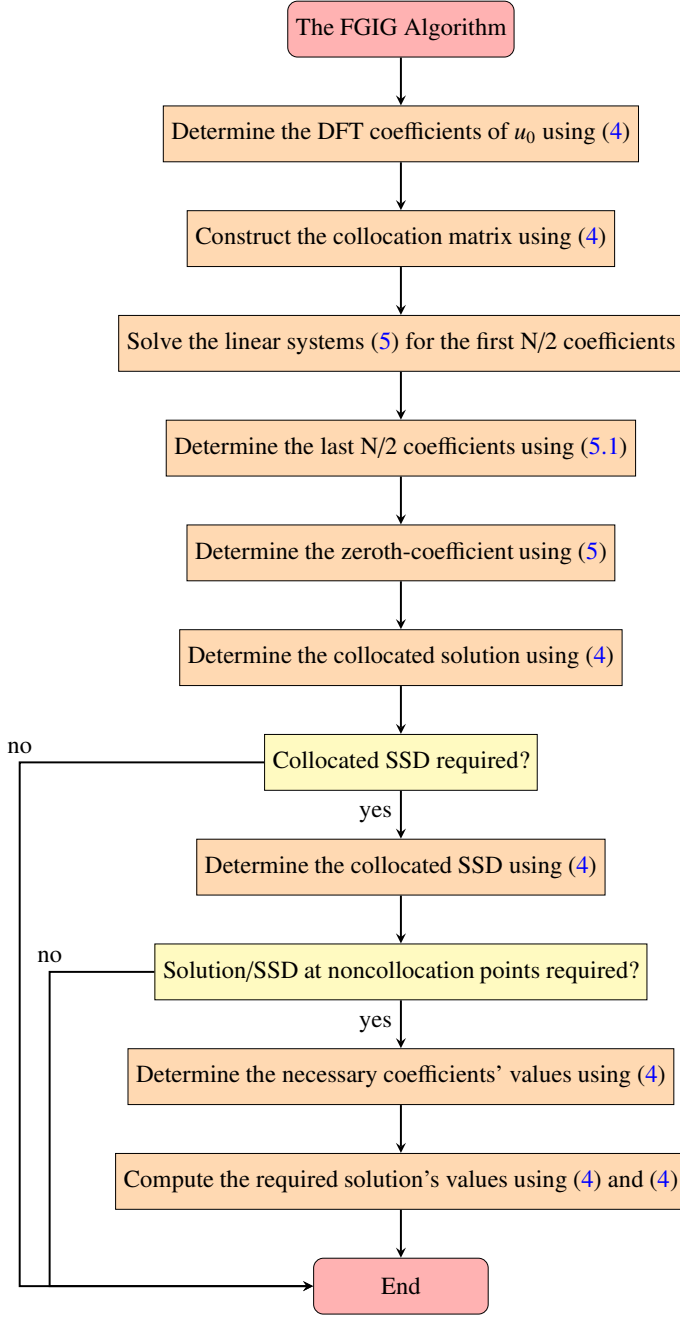 The FGIG Algorithm
Determine the DFT coefficients of u₀ using (4)
Construct the collocation matrix using (4)
Solve the linear systems (5) for the first N/2 coefficients
Determine the last N/2 coefficients using (5.1)
Determine the zeroth-coefficient using (5)
Determine the collocated solution using (4)
no
Collocated SSD required?
yes
Determine the collocated SSD using (4)
no
Solution/SSD at noncollocation points required?
yes
Determine the necessary coefficients’ values using (4)
Compute the required solution’s values using (4) and (4)
End